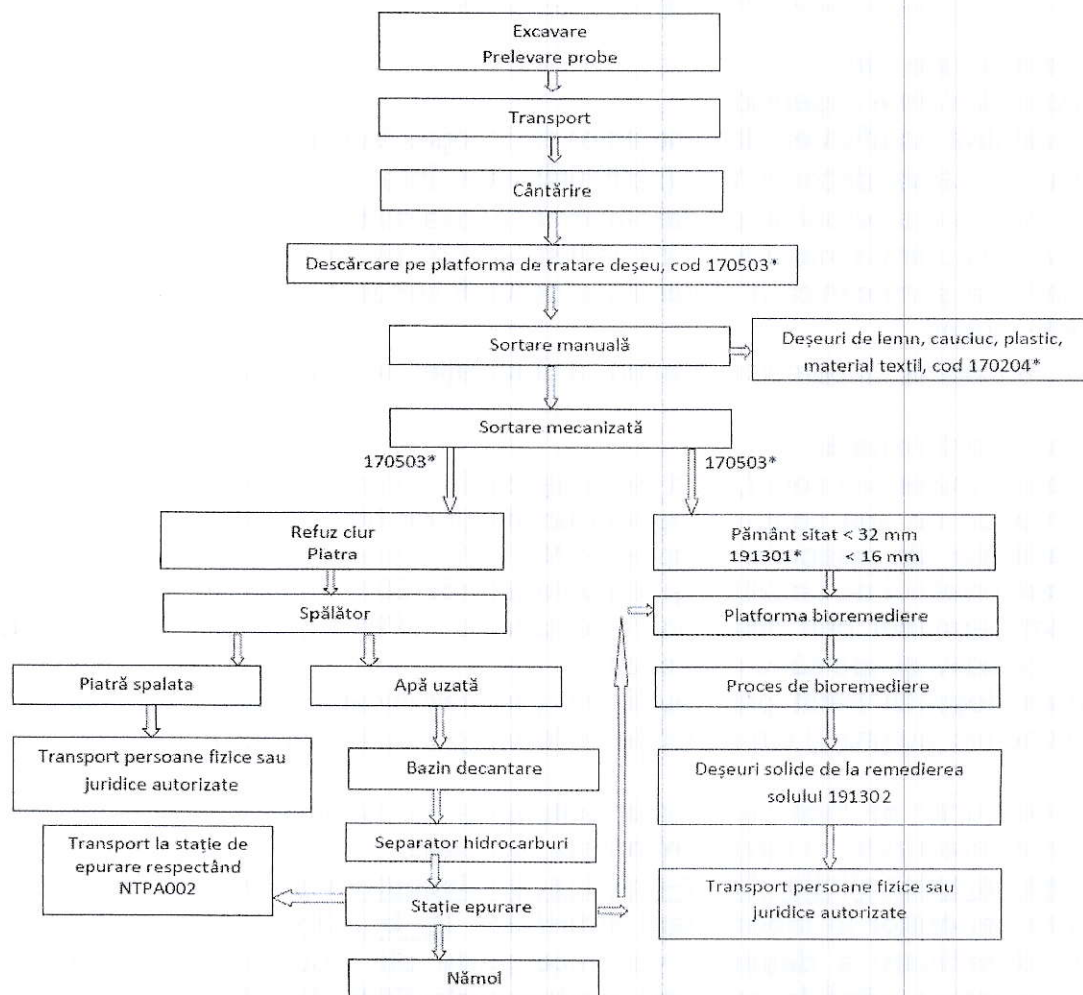 Excavare
Prelevare probe
Transport
Cântărire
Descărcare pe platforma de tratare deșeu, cod 170503*
Sortare manuală
Deșeuri de lemn, cauciuc, plastic,
material textil, cod 170204*
Sortare mecanizată
170503*
170503*
Refuz ciur
Piatra
Pământ sitat < 32 mm
191301* < 16 mm
Spălător
Platforma bioremediere
Piatră spalata
Apă uzată
Proces de bioremediere
Transport persoane fizice sau
juridice autorizate
Bazin decantare
Deșeuri solide de la remedierea
solului 191302
Transport la stație de
epurare respectând
NTPA002
Separator hidrocarburi
Stație epurare
Transport persoane fizice sau
juridice autorizate
Nămol